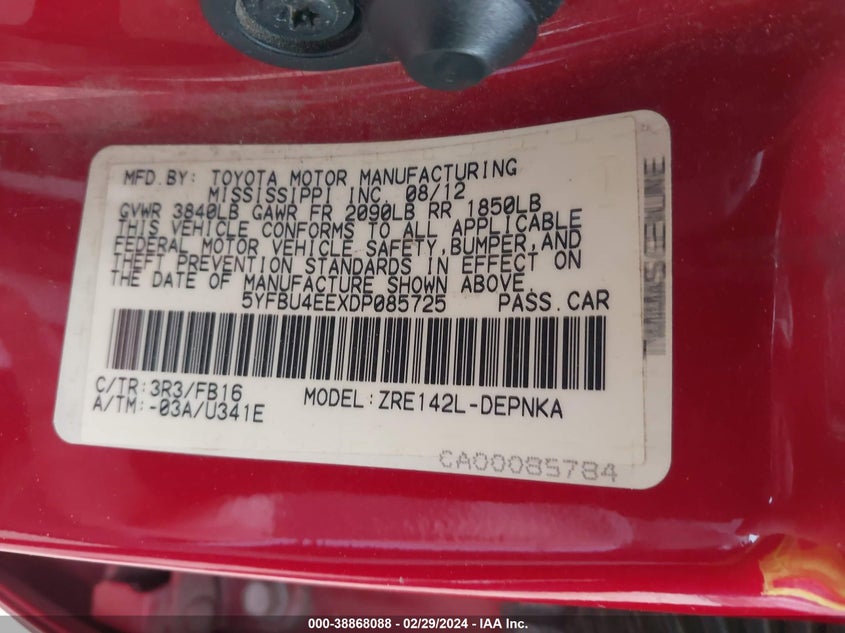 MFD.BY: TOYOTA MOTOR MANUFACTURING
MISSISSIPPI INC. 08/12
GVWR 3840LB GAWR FR 2090LB RR 1850LB
THIS VEHICLE CONFORMS TO ALL APPLICABLE
FEDERAL MOTOR VEHICLE SAFETY,BUMPER,AND
THEFT PREVENTION STANDARDS IN EFFECT ON
THE DATE OF MANUFACTURE SHOWN ABOVE.
5YFBU4EEXDP085725 PASS.CAR
C/TR:3R3/FB16 MODEL:ZRE142L-DEPNKA
A/TM:-03A/U341E
CA00085784
000-38868088 - 02/29/2024 - IAA, Inc.